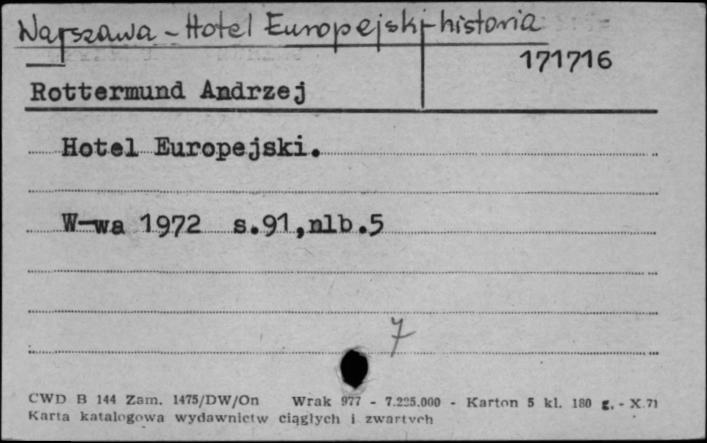 Warszawa - Hotel Europejski - historia
171716
Rottermund Andrzej
Hotel Europejski.
W-wa 1972 s.91,nlb.5
7
CWD B 144 Zam. 1475/DW/On Wrak 977 - 7.225.000 - Karton 5 kl. 180 g. - X.71
Karta katalogowa wydawnictw ciągłych i zwartych